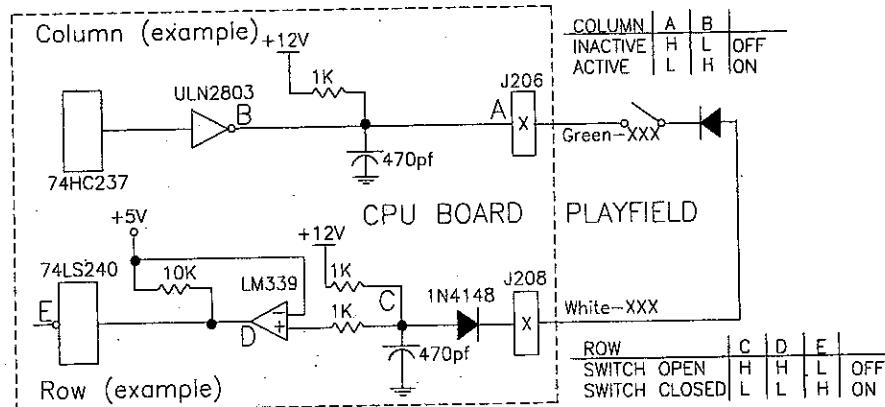 Column (example)
+12V
1K
ULN2803
B
74HC237
470pf
J206
A
X
Green-XXX
COLUMN A B
INACTIVE H L OFF
ACTIVE L H ON
CPU BOARD
PLAYFIELD
+5V
74LS240
10K
LM339
+12V
1K
1K
C
1N4148
J208
X
White-XXX
E
D
-
+
470pf
Row (example)
ROW C D E
SWITCH OPEN H H L OFF
SWITCH CLOSED L L H ON